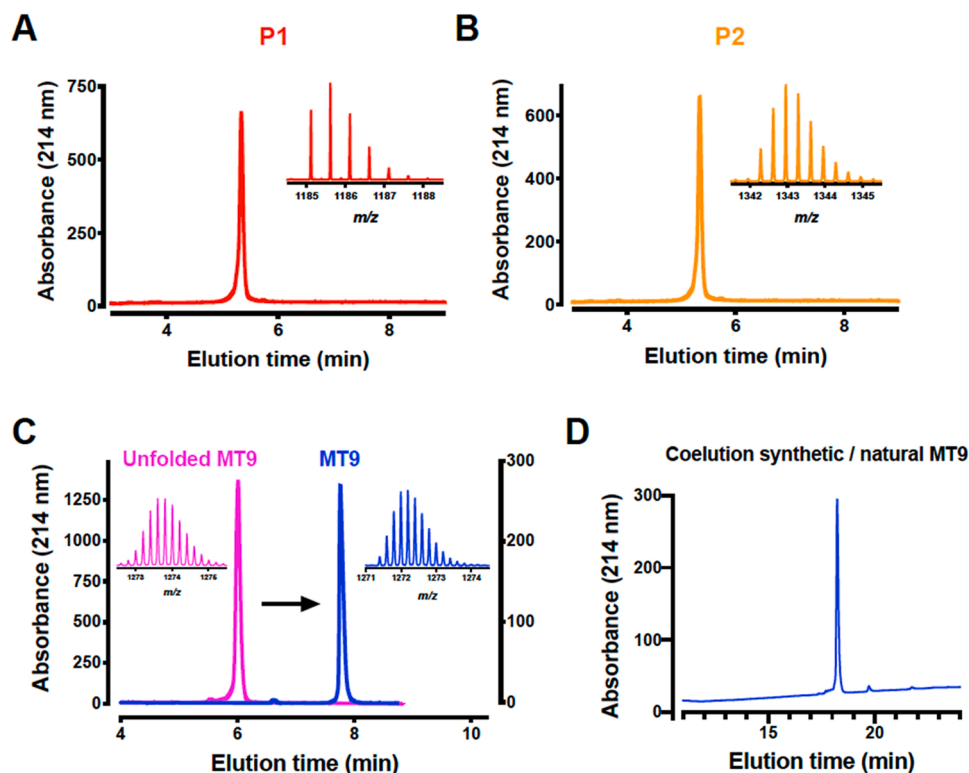 A
P1
Absorbance (214 nm)
750
500
250
0
1185 1186 1187 1188
m/z
4 6 8
Elution time (min)
B
P2
Absorbance (214 nm)
600
400
200
0
1342 1343 1344 1345
m/z
4 6 8
Elution time (min)
C
Unfolded MT9
MT9
Absorbance (214 nm)
1250
1000
750
500
250
0
1273 1274 1276
m/z
1271 1272 1273 1274
m/z
300
200
100
0
4 6 8 10
Elution time (min)
D
Coelution synthetic / natural MT9
Absorbance (214 nm)
300
200
100
0
15 20
Elution time (min)